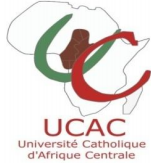 UCAC
Université Catholique
d'Afrique Centrale